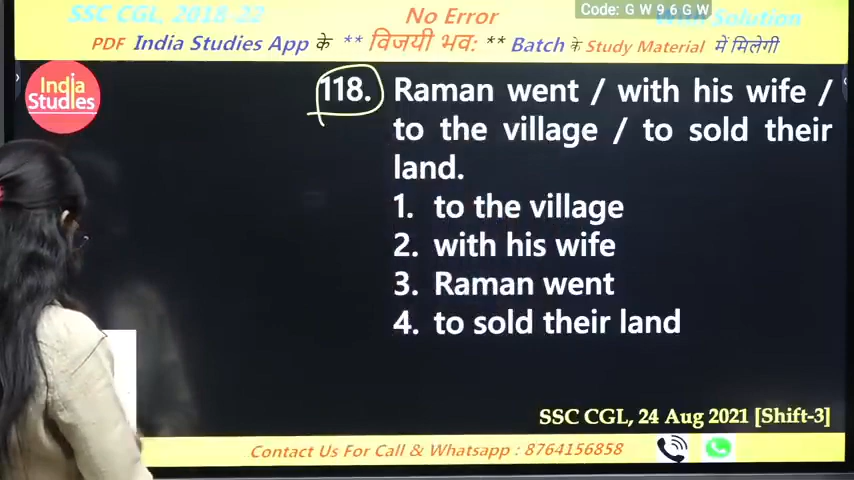 SSC CGL, 2018-22
No Error
Code: G W 9 6 G W
With Solution
PDF India Studies App के ** विजयी भव: ** Batch के Study Material में मिलेगी
India
Studies
118. Raman went / with his wife /
to the village / to sold their
land.
1. to the village
2. with his wife
3. Raman went
4. to sold their land
SSC CGL, 24 Aug 2021 [Shift-3]
Contact Us For Call & Whatsapp : 8764156858